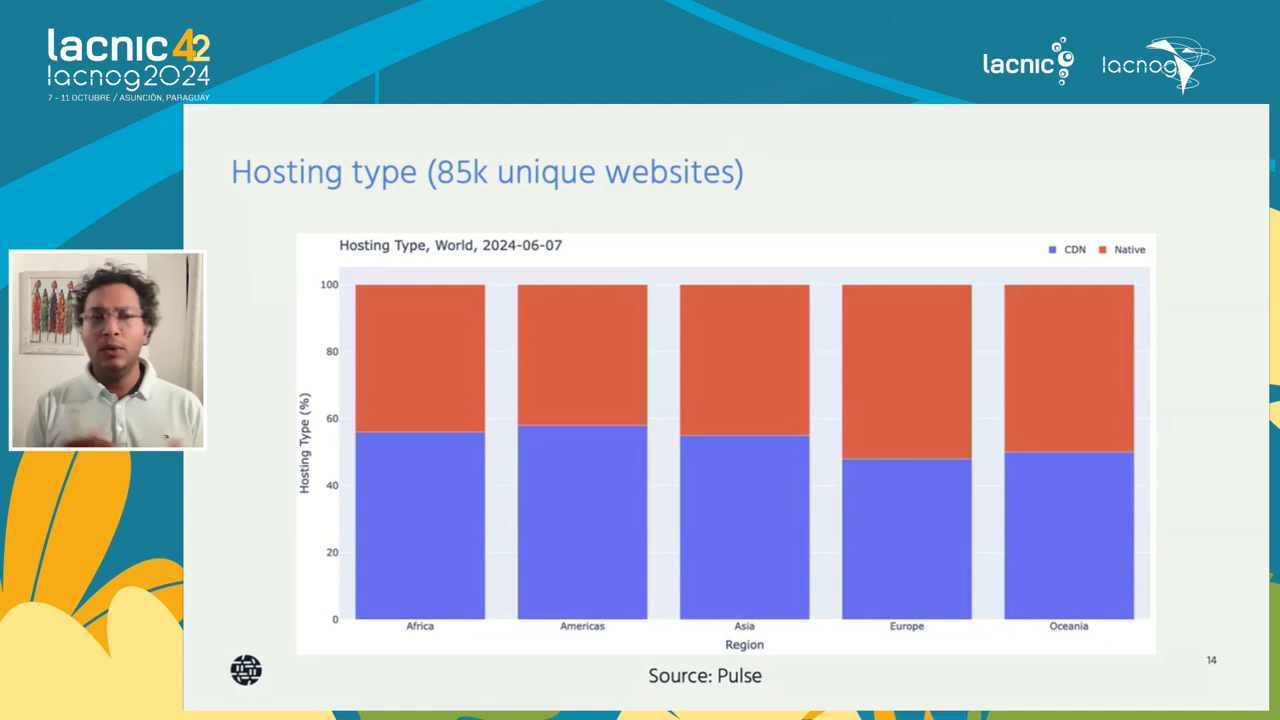 lacnic 42
lacnog2024
7 - 11 OCTUBRE / ASUNCIÓN, PARAGUAY
lacnic
lacnog
Hosting type (85k unique websites)
Hosting Type, World, 2024-06-07
CDN
Native
Hosting Type (%)
100
80
60
40
20
0
Africa
Americas
Asia
Europe
Oceania
Region
Source: Pulse
14